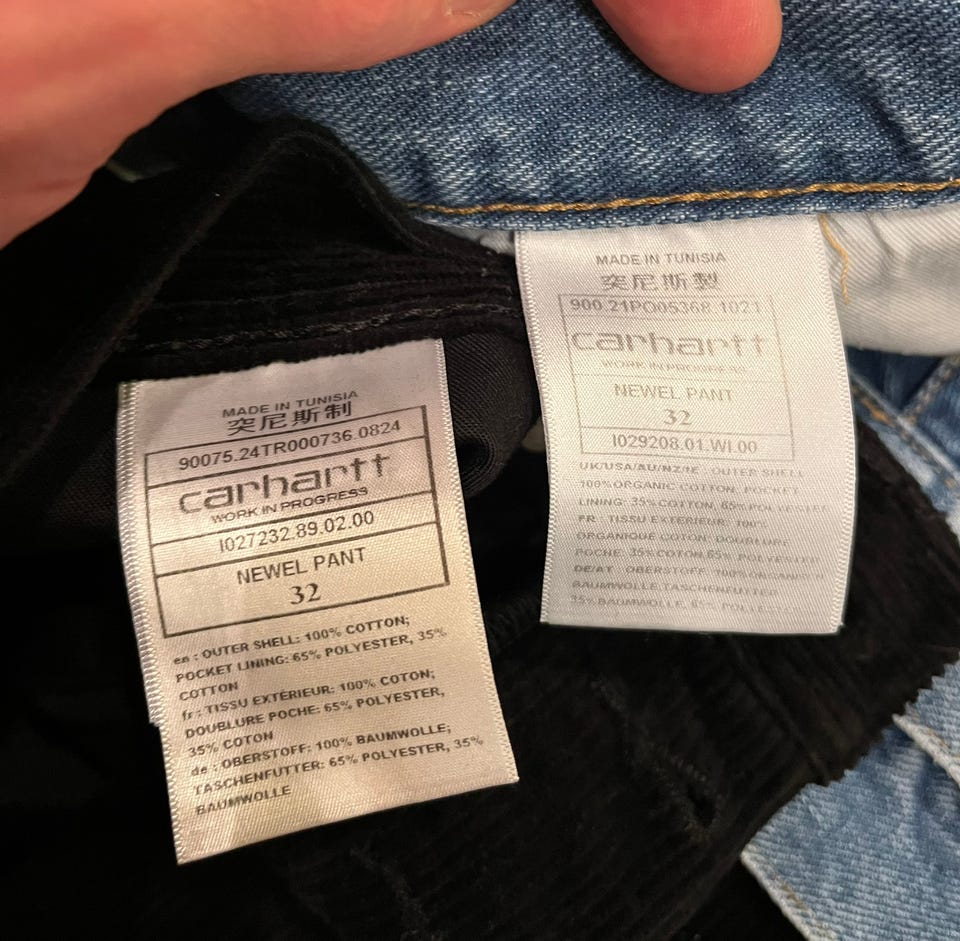 MADE IN TUNISIA
突尼斯制
90075.24TR000736.0824
carhartt
WORK IN PROGRESS
I027232.89.02.00
NEWEL PANT
32
en : OUTER SHELL: 100% COTTON;
POCKET LINING: 65% POLYESTER, 35%
COTTON
fr : TISSU EXTÉRIEUR: 100% COTON;
DOUBLURE POCHE: 65% POLYESTER,
35% COTON
de : OBERSTOFF: 100% BAUMWOLLE;
TASCHENFUTTER: 65% POLYESTER, 35%
BAUMWOLLE
MADE IN TUNISIA
突尼斯製
900.21PO05368.1021
carhartt
WORK IN PROGRESS
NEWEL PANT
32
I029208.01.WI.00
UK/USA/AU/NZ/IE : OUTER SHELL
100% ORGANIC COTTON, POCKET
LINING: 35% COTTON, 65% POLYESTER
FR : TISSU EXTERIEUR: 100%
ORGANIQUE COTON, DOUBLURE
POCHE: 35% COTON, 65% POLYESTER
DE/AT : OBERSTOFF: 100% ORGANISCH
BAUMWOLLE, TASCHENFUTTER
35% BAUMWOLLE, 65% POLYESTER